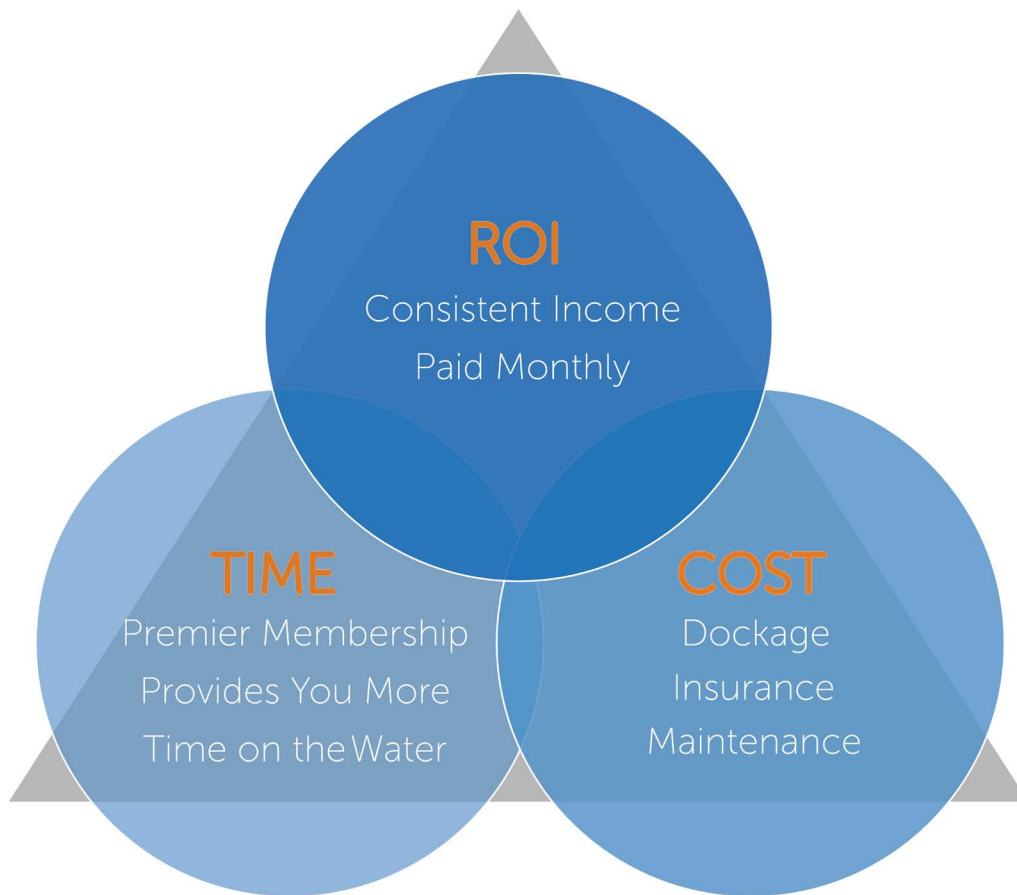 ROI
Consistent Income
Paid Monthly
TIME
Premier Membership
Provides You More
Time on the Water
COST
Dockage
Insurance
Maintenance